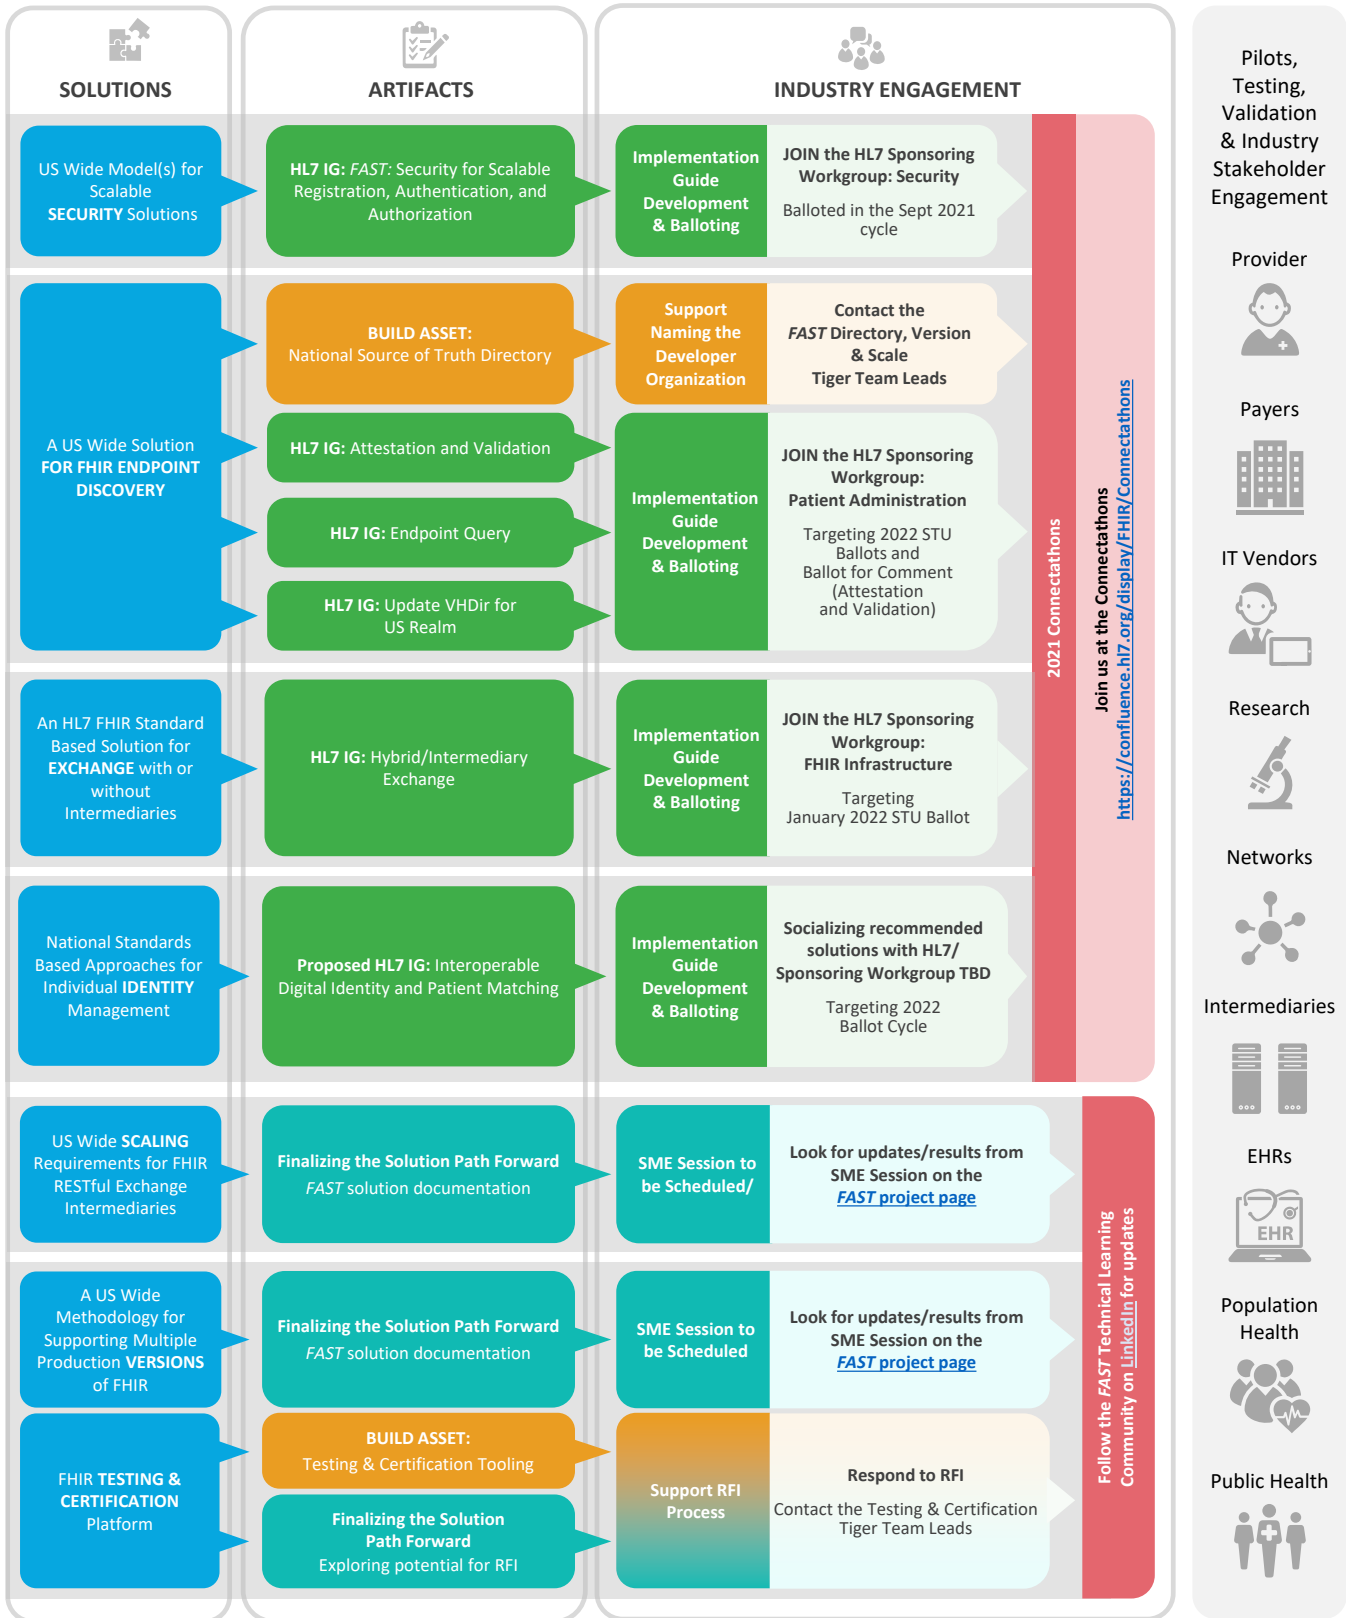 SOLUTIONS
ARTIFACTS
INDUSTRY ENGAGEMENT
US Wide Model(s) for
Scalable
SECURITY Solutions
HL7 IG: FAST: Security for Scalable
Registration, Authentication, and
Authorization
Implementation
Guide
Development
& Balloting
JOIN the HL7 Sponsoring
Workgroup: Security
Balloted in the Sept 2021
cycle
A US Wide Solution
FOR FHIR ENDPOINT
DISCOVERY
BUILD ASSET:
National Source of Truth Directory
Support
Naming the
Developer
Organization
Contact the
FAST Directory, Version
& Scale
Tiger Team Leads
HL7 IG: Attestation and Validation
HL7 IG: Endpoint Query
HL7 IG: Update VHDir for
US Realm
Implementation
Guide
Development
& Balloting
JOIN the HL7 Sponsoring
Workgroup:
Patient Administration
Targeting 2022 STU
Ballots and
Ballot for Comment
(Attestation
and Validation)
An HL7 FHIR Standard
Based Solution for
EXCHANGE with or
without
Intermediaries
HL7 IG: Hybrid/Intermediary
Exchange
Implementation
Guide
Development
& Balloting
JOIN the HL7 Sponsoring
Workgroup:
FHIR Infrastructure
Targeting
January 2022 STU Ballot
National Standards
Based Approaches for
Individual IDENTITY
Management
Proposed HL7 IG: Interoperable
Digital Identity and Patient Matching
Implementation
Guide
Development
& Balloting
Socializing recommended
solutions with HL7/
Sponsoring Workgroup TBD
Targeting 2022
Ballot Cycle
2021 Connectathons
Join us at the Connectathons
https://confluence.hl7.org/display/FHIR/Connectathons
US Wide SCALING
Requirements for FHIR
RESTful Exchange
Intermediaries
Finalizing the Solution Path Forward
FAST solution documentation
SME Session to
be Scheduled/
Look for updates/results from
SME Session on the
FAST project page
A US Wide
Methodology for
Supporting Multiple
Production VERSIONS
of FHIR
Finalizing the Solution Path Forward
FAST solution documentation
SME Session to
be Scheduled
Look for updates/results from
SME Session on the
FAST project page
FHIR TESTING &
CERTIFICATION
Platform
BUILD ASSET:
Testing & Certification Tooling
Finalizing the Solution
Path Forward
Exploring potential for RFI
Support RFI
Process
Respond to RFI
Contact the Testing & Certification
Tiger Team Leads
Follow the FAST Technical Learning
Community on LinkedIn for updates
Pilots,
Testing,
Validation
& Industry
Stakeholder
Engagement
Provider
Payers
IT Vendors
Research
Networks
Intermediaries
EHRs
EHR
Population
Health
Public Health